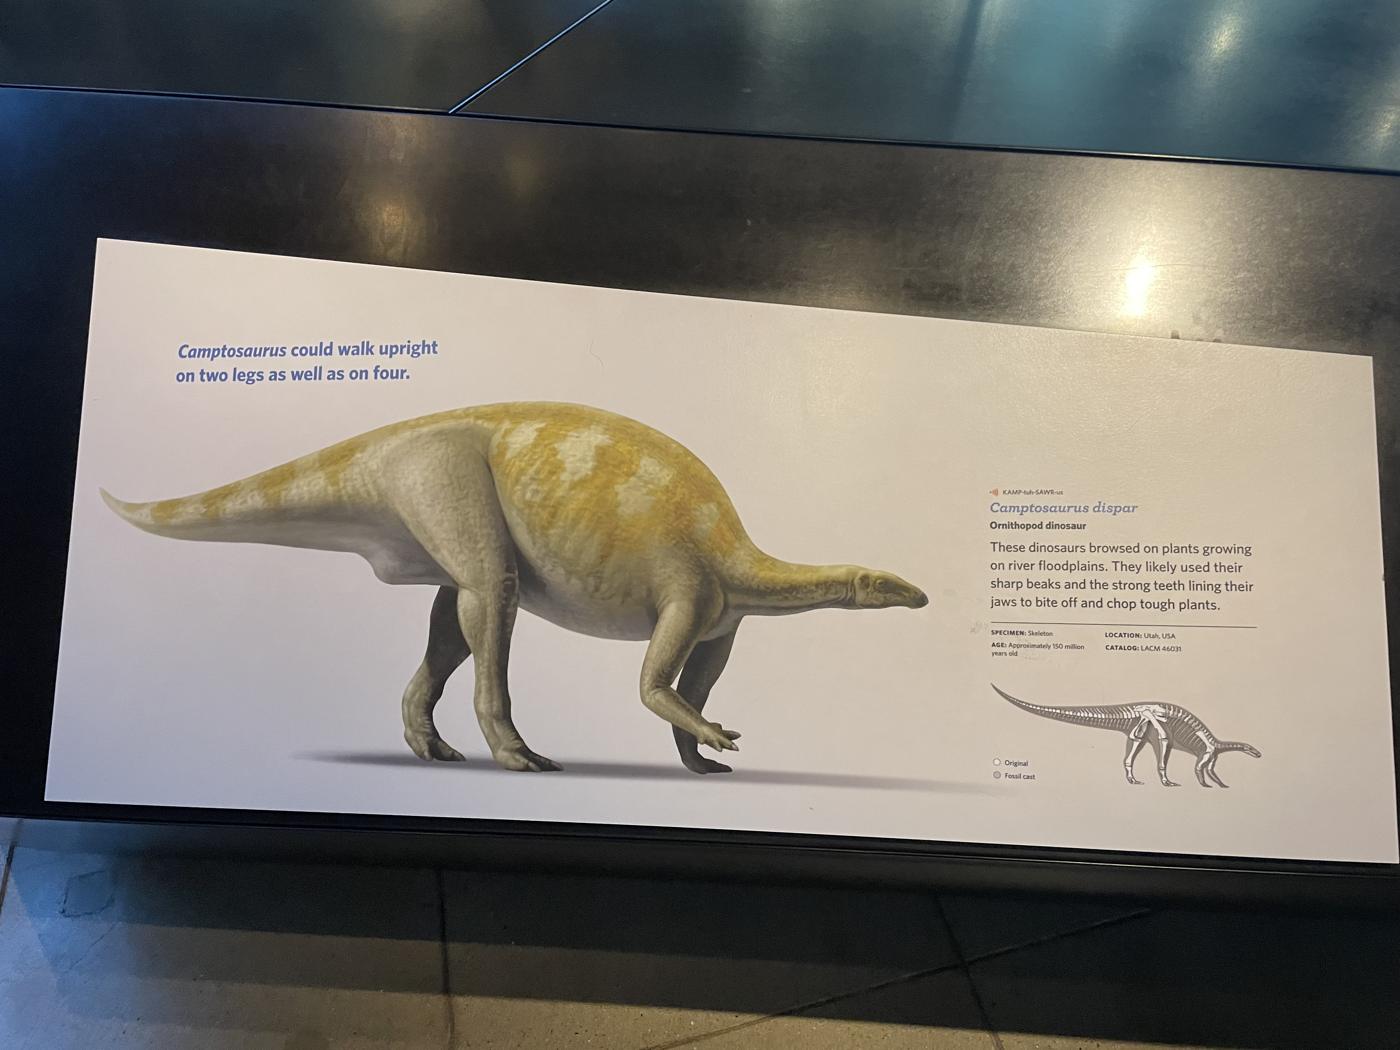 Camptosaurus could walk upright
on two legs as well as on four.
KAMP-tuh-SAWR-us
Camptosaurus dispar
Ornithopod dinosaur
These dinosaurs browsed on plants growing
on river floodplains. They likely used their
sharp beaks and the strong teeth lining their
jaws to bite off and chop tough plants.
SPECIMEN: Skeleton
AGE: Approximately 150 million
years old
LOCATION: Utah, USA
CATALOG: LACM 46031
Original
Fossil cast